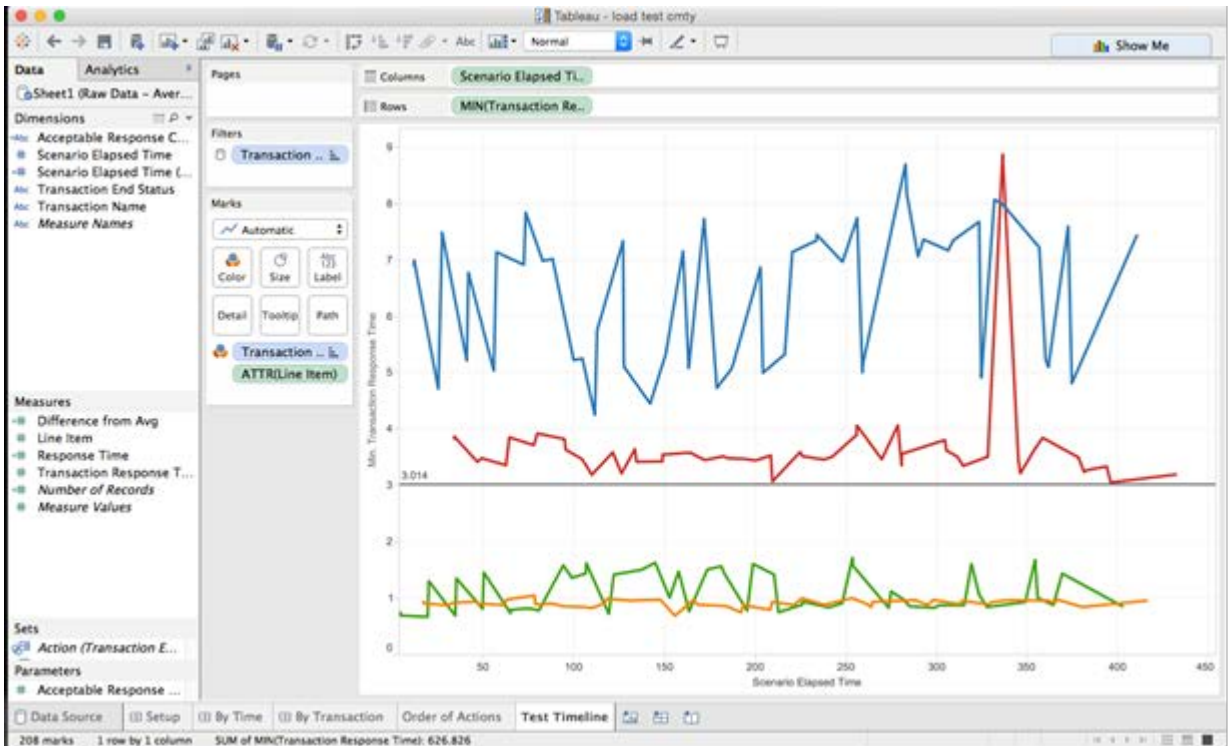 Tableau - load test cmty
Abc
Normal
Show Me
Data
Analytics
Pages
Columns
Scenario Elapsed Ti..
Sheet1 (Raw Data - Aver...
Rows
MIN(Transaction Re..
Dimensions
Abc Acceptable Response C...
Scenario Elapsed Time
Scenario Elapsed Time (...
Abc Transaction End Status
Abc Transaction Name
Abc Measure Names
Filters
Transaction ..
Marks
Automatic
Color
Size
Label
Detail
Tooltip
Path
Transaction ..
ATTR(Line Item)
Measures
Difference from Avg
Line Item
Response Time
Transaction Response T...
Number of Records
Measure Values
Sets
Action (Transaction E...
Parameters
Acceptable Response ...
Min. Transaction Response Time
9
8
7
6
5
4
3.014
3
2
1
0
50
100
150
200
250
300
350
400
450
Scenario Elapsed Time
Data Source
Setup
By Time
By Transaction
Order of Actions
Test Timeline
208 marks
1 row by 1 column
SUM of MIN(Transaction Response Time): 626.826